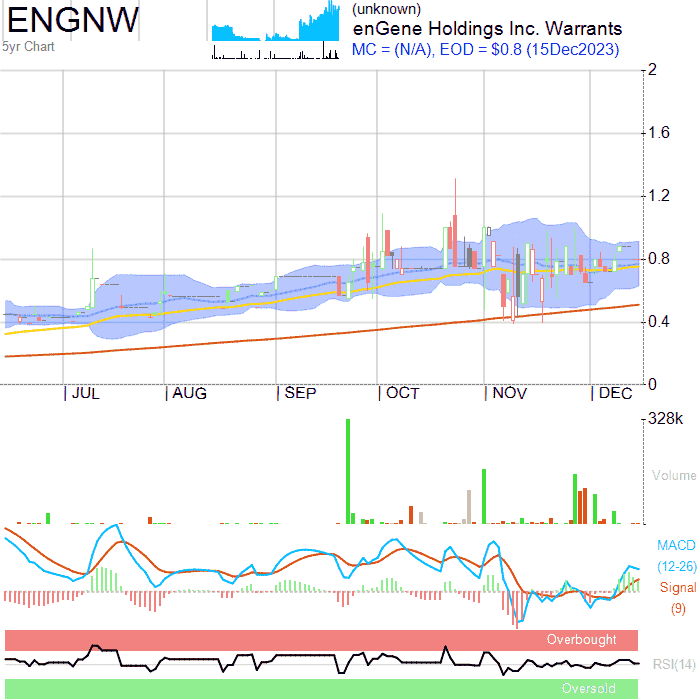 ENGNW
(unknown)
enGene Holdings Inc. Warrants
5yr Chart
MC = (N/A), EOD = $0.8 (15Dec2023)
2
1.6
1.2
0.8
0.4
0
JUL AUG SEP OCT NOV DEC
328k
Volume
MACD
(12-26)
Signal
(9)
Overbought
RSI(14)
Oversold